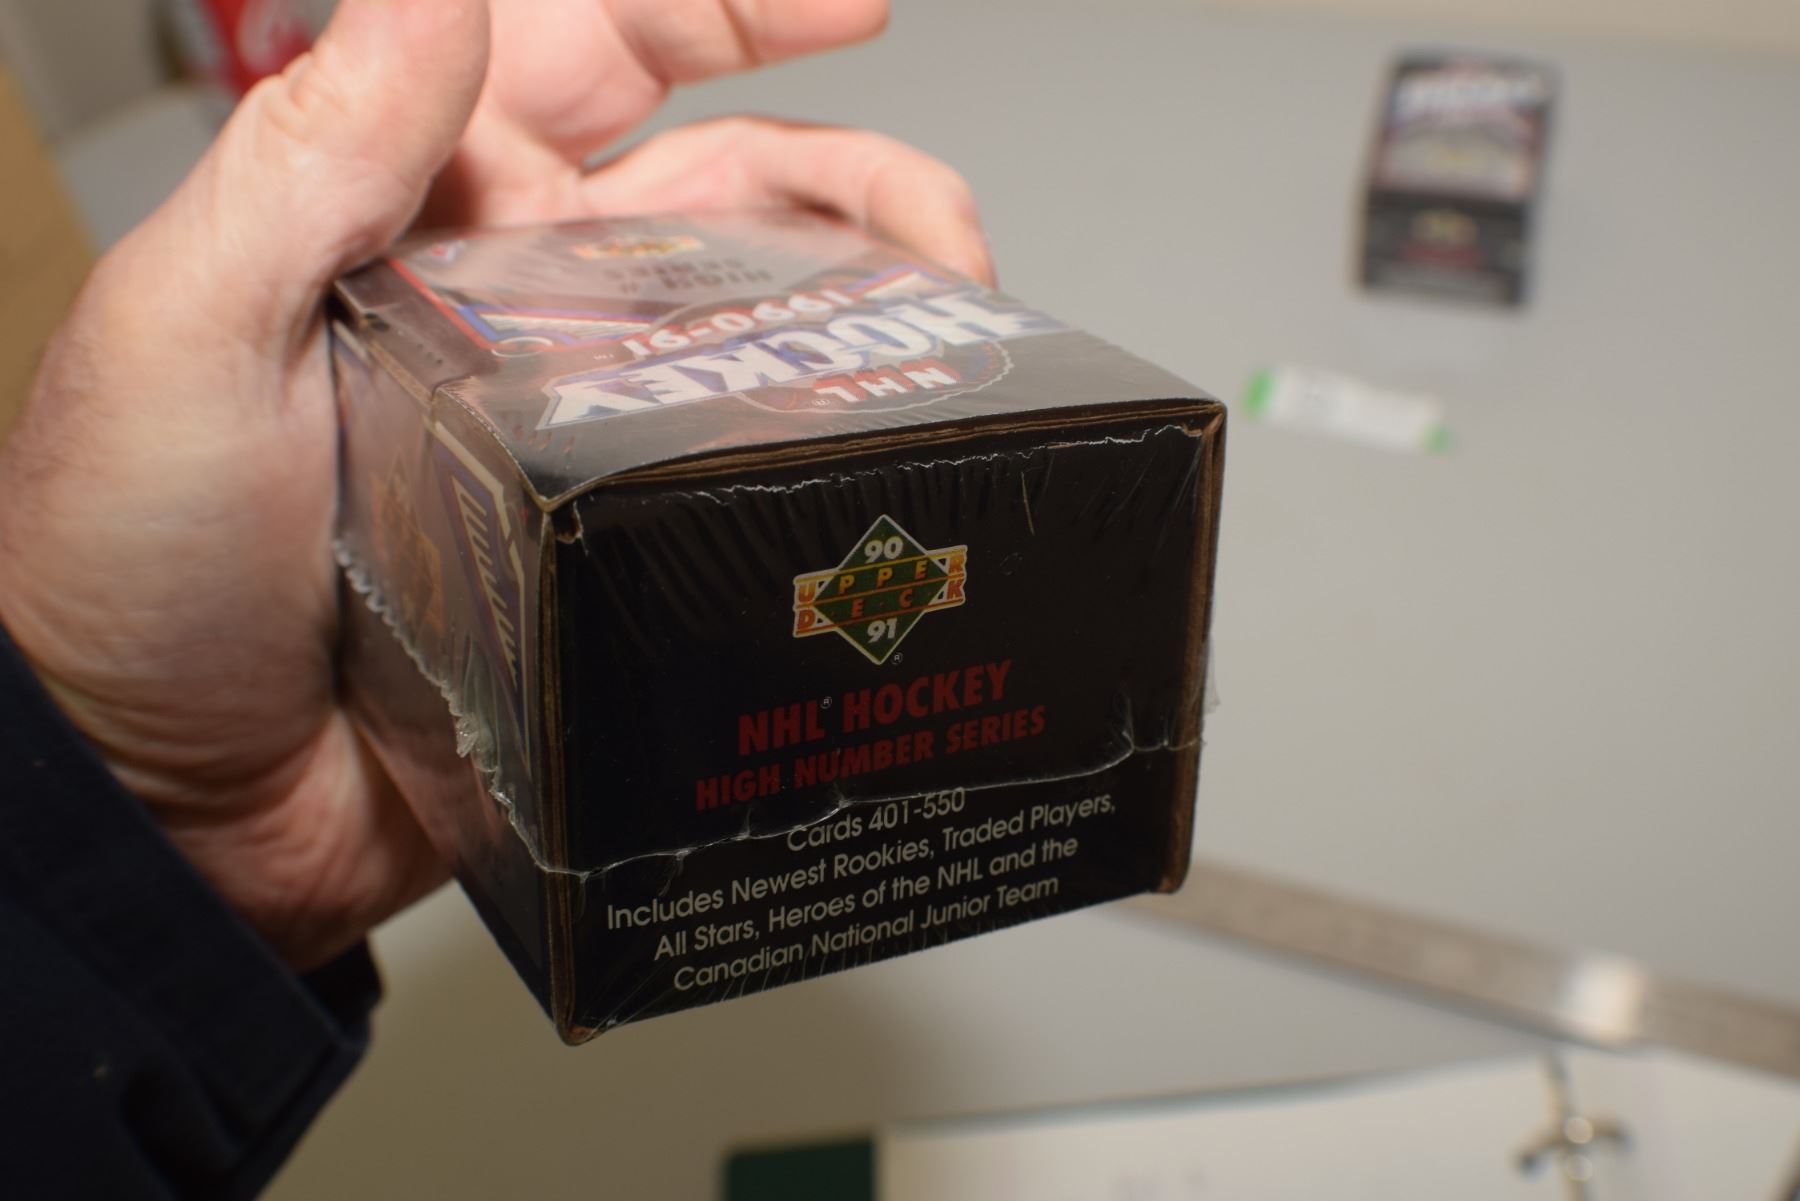 HIGH #
SERIES
1990-91™
HOCKEY
NHL®
90
UPPER
DECK
91
®
NHL® HOCKEY
HIGH NUMBER SERIES
Cards 401-550
Includes Newest Rookies, Traded Players,
All Stars, Heroes of the NHL and the
Canadian National Junior Team